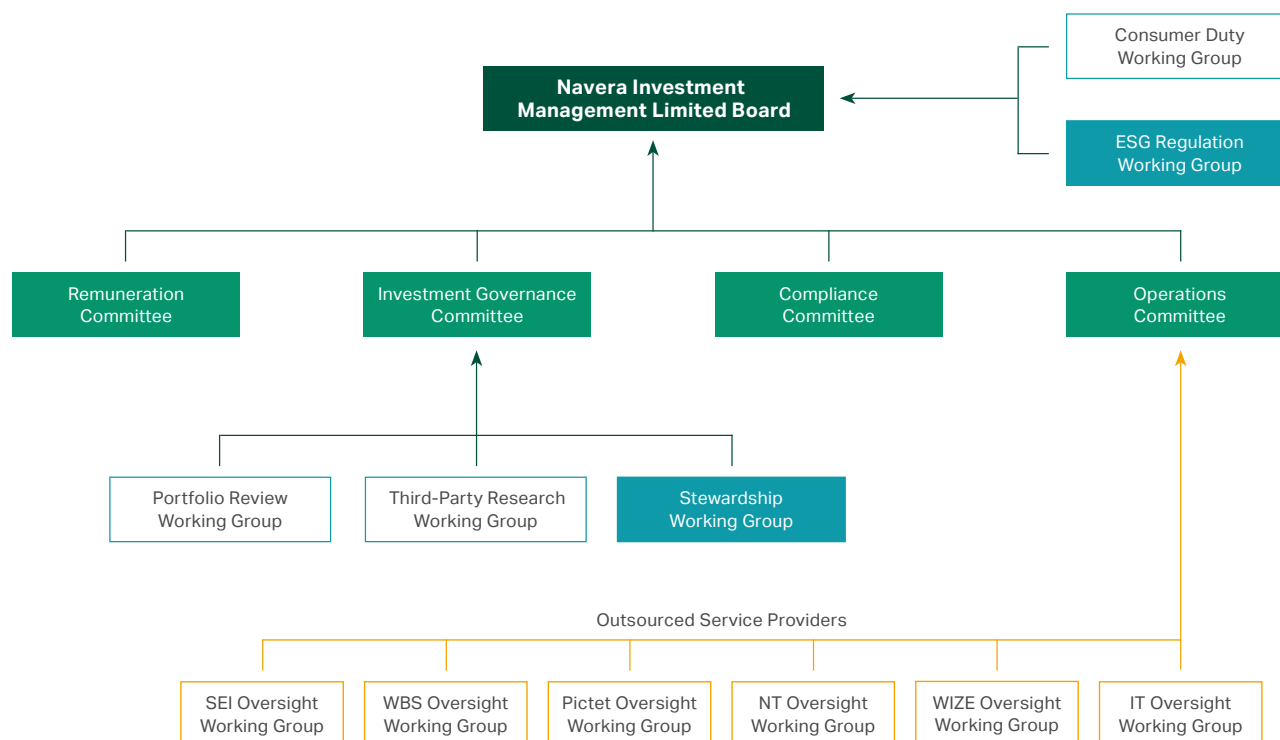 Consumer Duty
Working Group
Navera Investment
Management Limited Board
ESG Regulation
Working Group
Remuneration
Committee
Investment Governance
Committee
Compliance
Committee
Operations
Committee
Portfolio Review
Working Group
Third-Party Research
Working Group
Stewardship
Working Group
Outsourced Service Providers
SEI Oversight
Working Group
WBS Oversight
Working Group
Pictet Oversight
Working Group
NT Oversight
Working Group
WIZE Oversight
Working Group
IT Oversight
Working Group